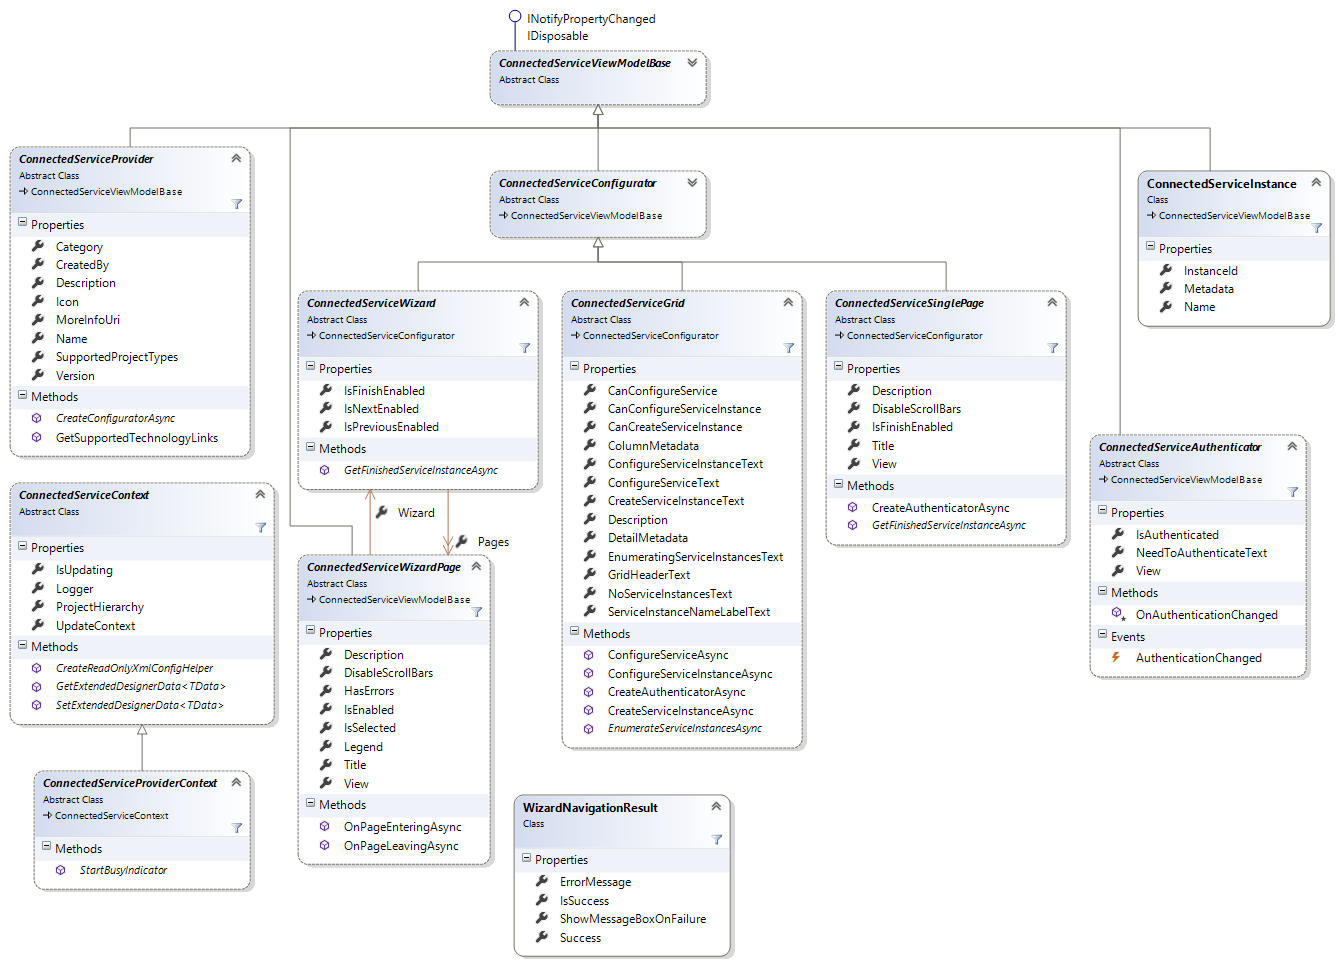 INotifyPropertyChanged
IDisposable
ConnectedServiceViewModelBase
Abstract Class
ConnectedServiceProvider
Abstract Class
ConnectedServiceViewModelBase
Properties
Category
CreatedBy
Description
Icon
MoreInfoUri
Name
SupportedProjectTypes
Version
Methods
CreateConfiguratorAsync
GetSupportedTechnologyLinks
ConnectedServiceConfigurator
Abstract Class
ConnectedServiceViewModelBase
ConnectedServiceInstance
Class
ConnectedServiceViewModelBase
Properties
InstanceId
Metadata
Name
ConnectedServiceWizard
Abstract Class
ConnectedServiceConfigurator
Properties
IsFinishEnabled
IsNextEnabled
IsPreviousEnabled
Methods
GetFinishedServiceInstanceAsync
ConnectedServiceGrid
Abstract Class
ConnectedServiceConfigurator
Properties
CanConfigureService
CanConfigureServiceInstance
CanCreateServiceInstance
ColumnMetadata
ConfigureServiceInstanceText
ConfigureServiceText
CreateServiceInstanceText
Description
DetailMetadata
EnumeratingServiceInstancesText
GridHeaderText
NoServiceInstancesText
ServiceInstanceNameLabelText
Methods
ConfigureServiceAsync
ConfigureServiceInstanceAsync
CreateAuthenticatorAsync
CreateServiceInstanceAsync
EnumerateServiceInstancesAsync
ConnectedServiceSinglePage
Abstract Class
ConnectedServiceConfigurator
Properties
Description
DisableScrollBars
IsFinishEnabled
Title
View
Methods
CreateAuthenticatorAsync
GetFinishedServiceInstanceAsync
ConnectedServiceAuthenticator
Abstract Class
ConnectedServiceViewModelBase
Properties
IsAuthenticated
NeedToAuthenticateText
View
Methods
OnAuthenticationChanged
Events
AuthenticationChanged
ConnectedServiceContext
Abstract Class
Properties
IsUpdating
Logger
ProjectHierarchy
UpdateContext
Methods
CreateReadOnlyXmlConfigHelper
GetExtendedDesignerData<TData>
SetExtendedDesignerData<TData>
Wizard
Pages
ConnectedServiceWizardPage
Abstract Class
ConnectedServiceViewModelBase
Properties
Description
DisableScrollBars
HasErrors
IsEnabled
IsSelected
Legend
Title
View
Methods
OnPageEnteringAsync
OnPageLeavingAsync
ConnectedServiceProviderContext
Abstract Class
ConnectedServiceContext
Methods
StartBusyIndicator
WizardNavigationResult
Class
Properties
ErrorMessage
IsSuccess
ShowMessageBoxOnFailure
Success